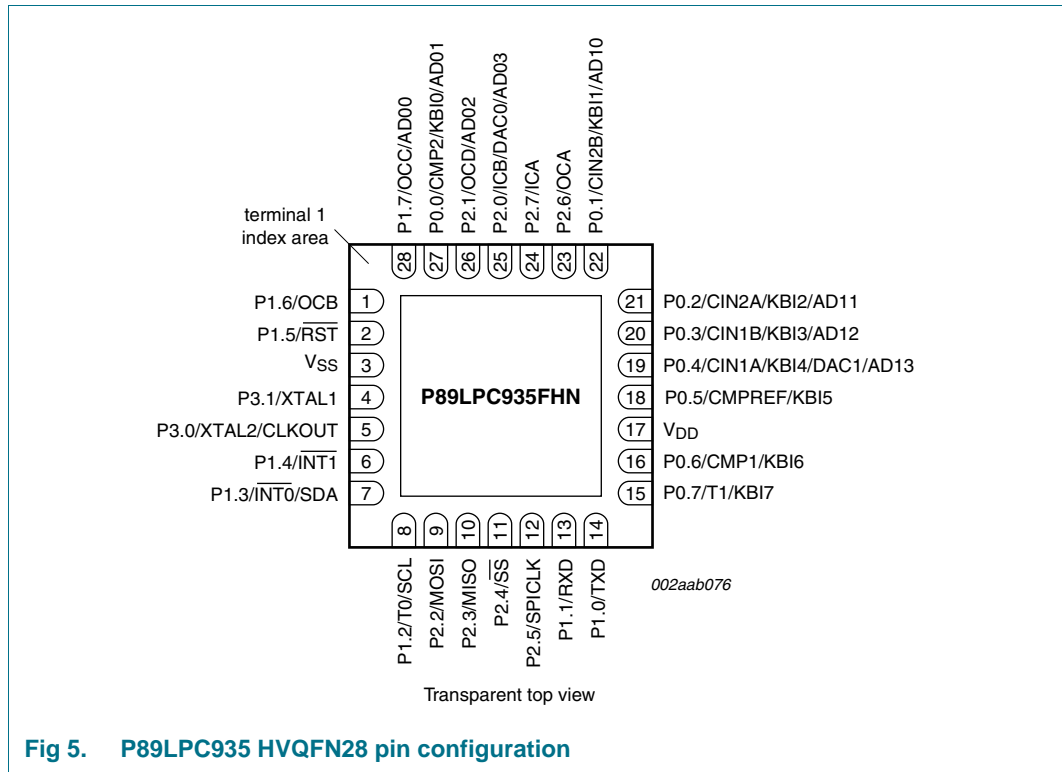 P1.7/OCC/AD00
P0.0/CMP2/KBI0/AD01
P2.1/OCD/AD02
P2.0/ICB/DAC0/AD03
P2.7/ICA
P2.6/OCA
P0.1/CIN2B/KBI1/AD10
terminal 1
index area
28
27
26
25
24
23
22
P1.6/OCB 1
P1.5/RST 2
VSS 3
P3.1/XTAL1 4
P3.0/XTAL2/CLKOUT 5
P1.4/INT1 6
P1.3/INT0/SDA 7
P89LPC935FHN
21 P0.2/CIN2A/KBI2/AD11
20 P0.3/CIN1B/KBI3/AD12
19 P0.4/CIN1A/KBI4/DAC1/AD13
18 P0.5/CMPREF/KBI5
17 VDD
16 P0.6/CMP1/KBI6
15 P0.7/T1/KBI7
8
9
10
11
12
13
14
P1.2/T0/SCL
P2.2/MOSI
P2.3/MISO
P2.4/SS
P2.5/SPICLK
P1.1/RXD
P1.0/TXD
002aab076
Transparent top view
Fig 5. P89LPC935 HVQFN28 pin configuration